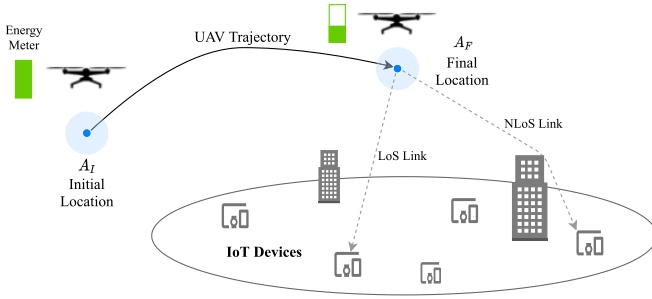 Energy
Meter
UAV Trajectory
A_F
Final
Location
A_I
Initial
Location
NLoS Link
LoS Link
IoT Devices